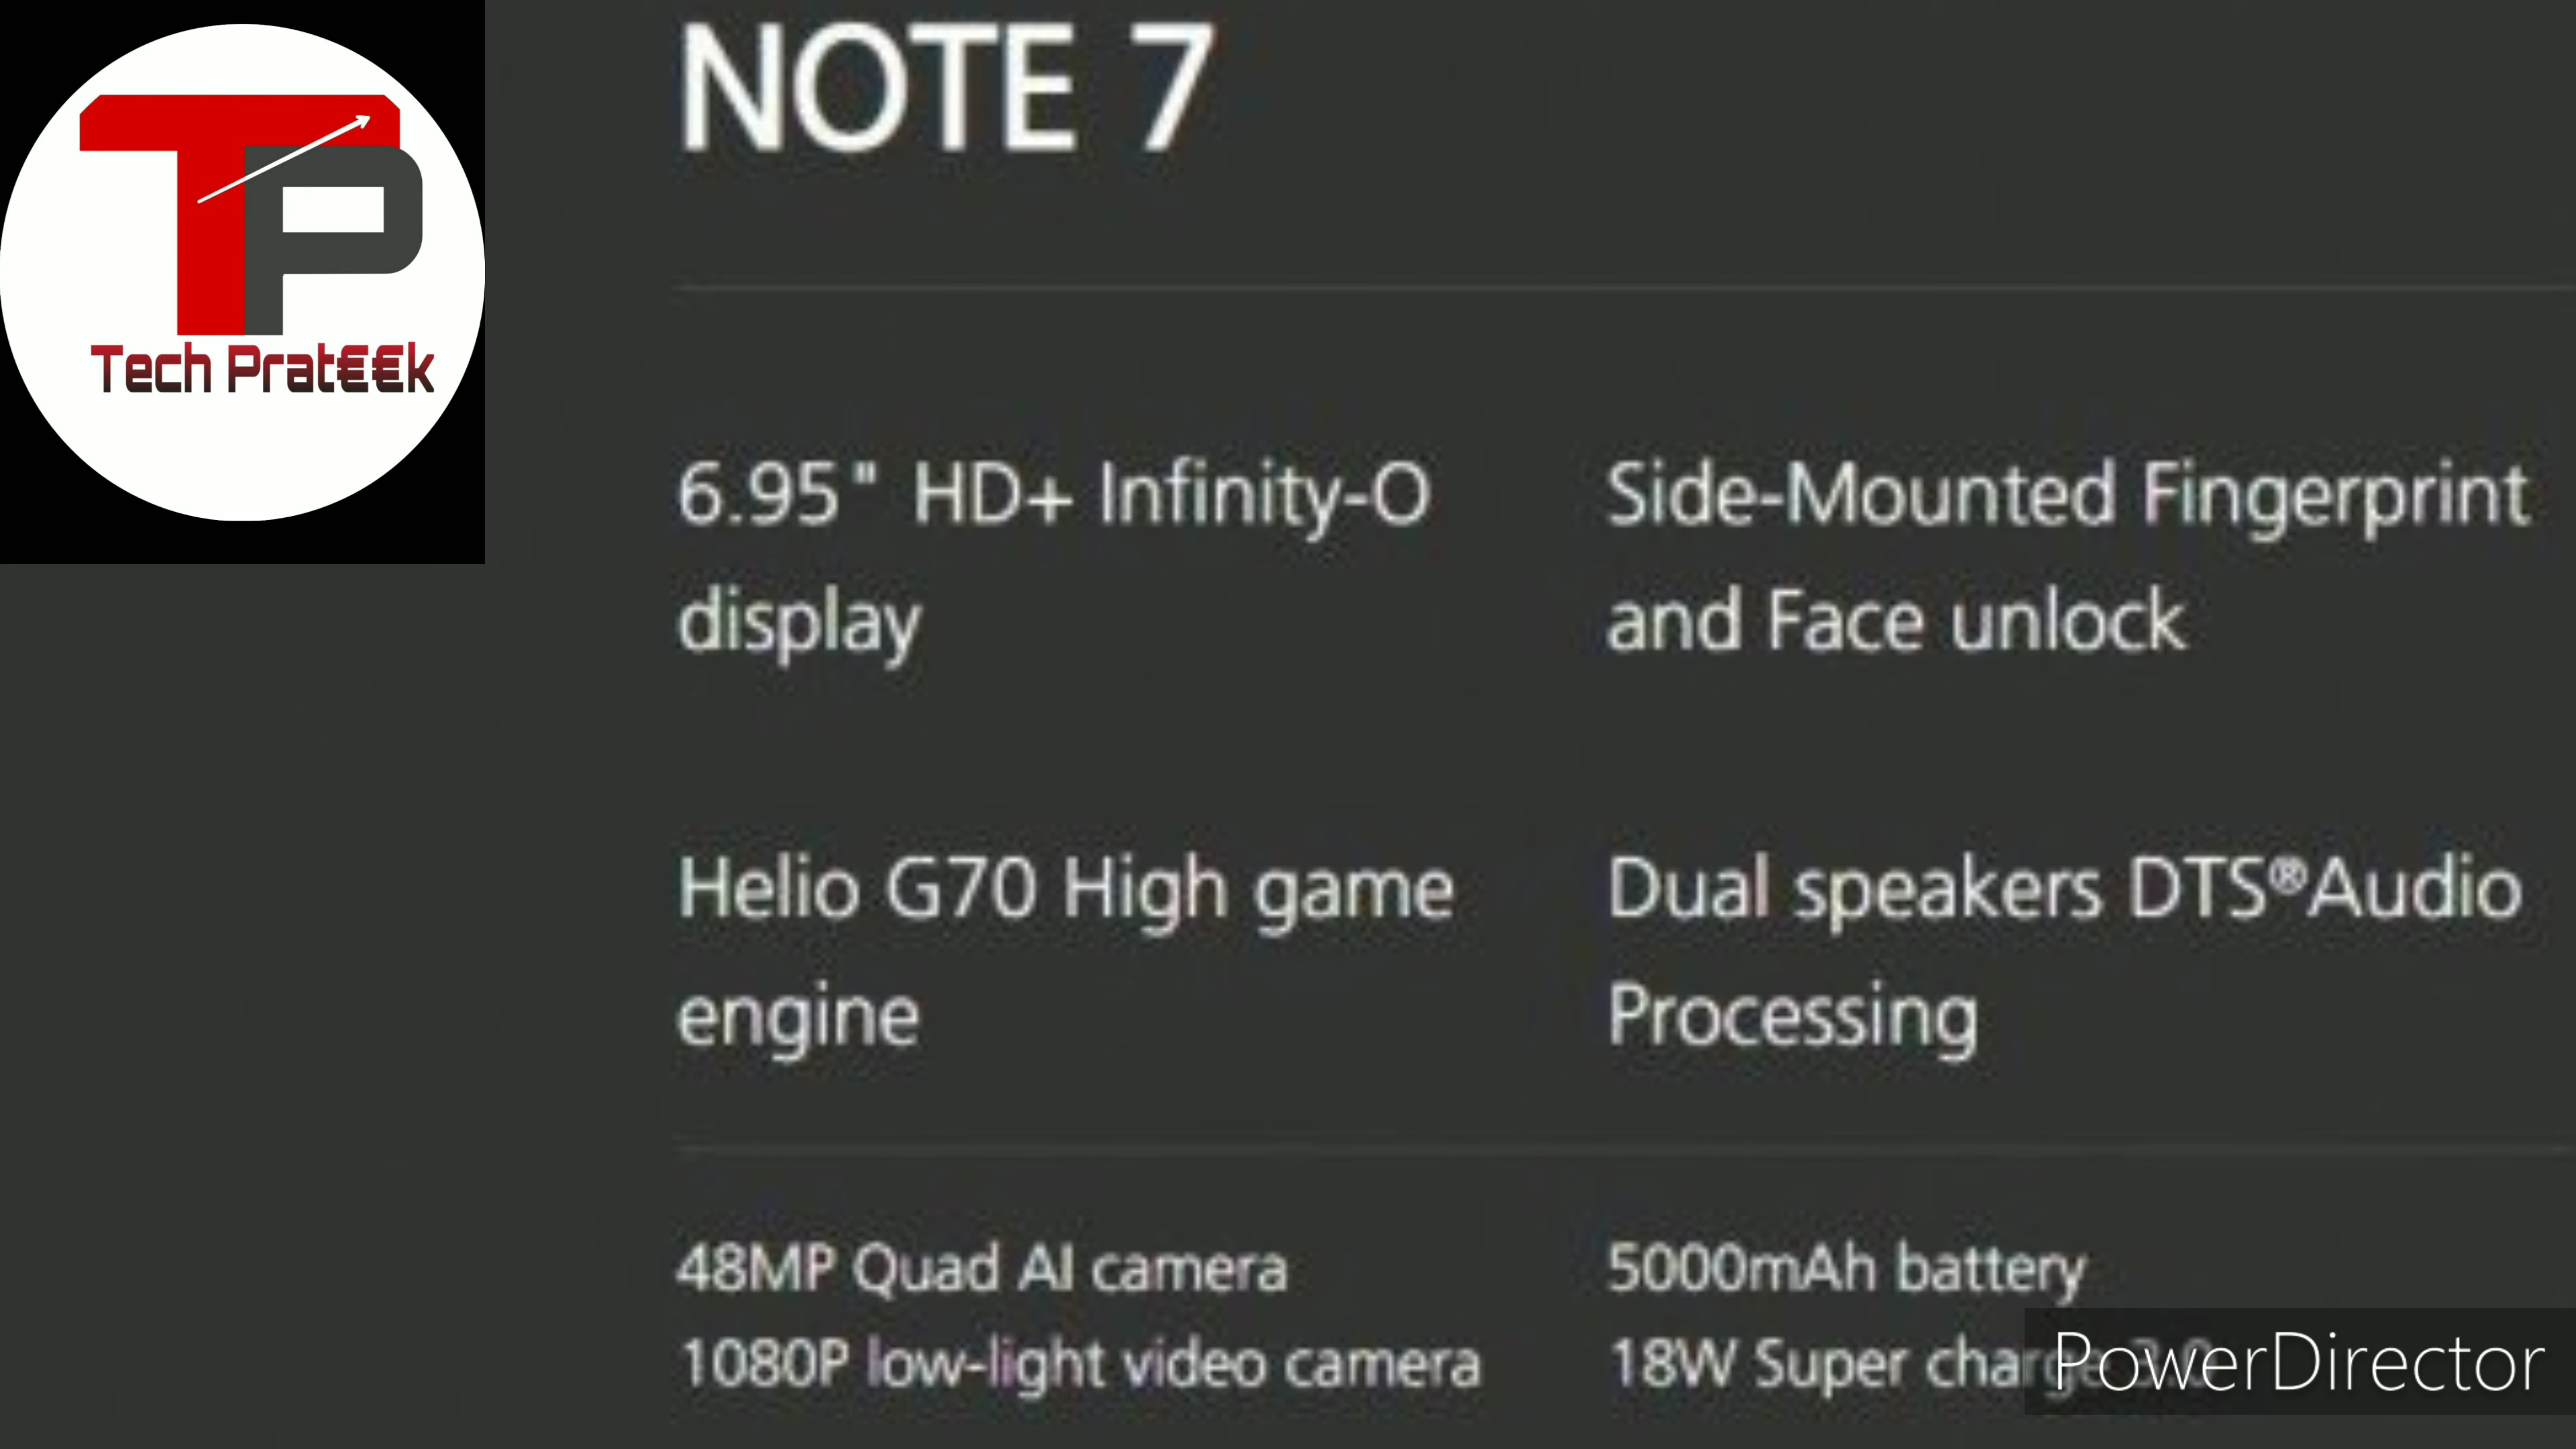 TP
Tech Prat€€k
NOTE 7
6.95" HD+ Infinity-O
display
Side-Mounted Fingerprint
and Face unlock
Helio G70 High game
engine
Dual speakers DTS®Audio
Processing
48MP Quad AI camera
1080P low-light video camera
5000mAh battery
18W Super charge
PowerDirector